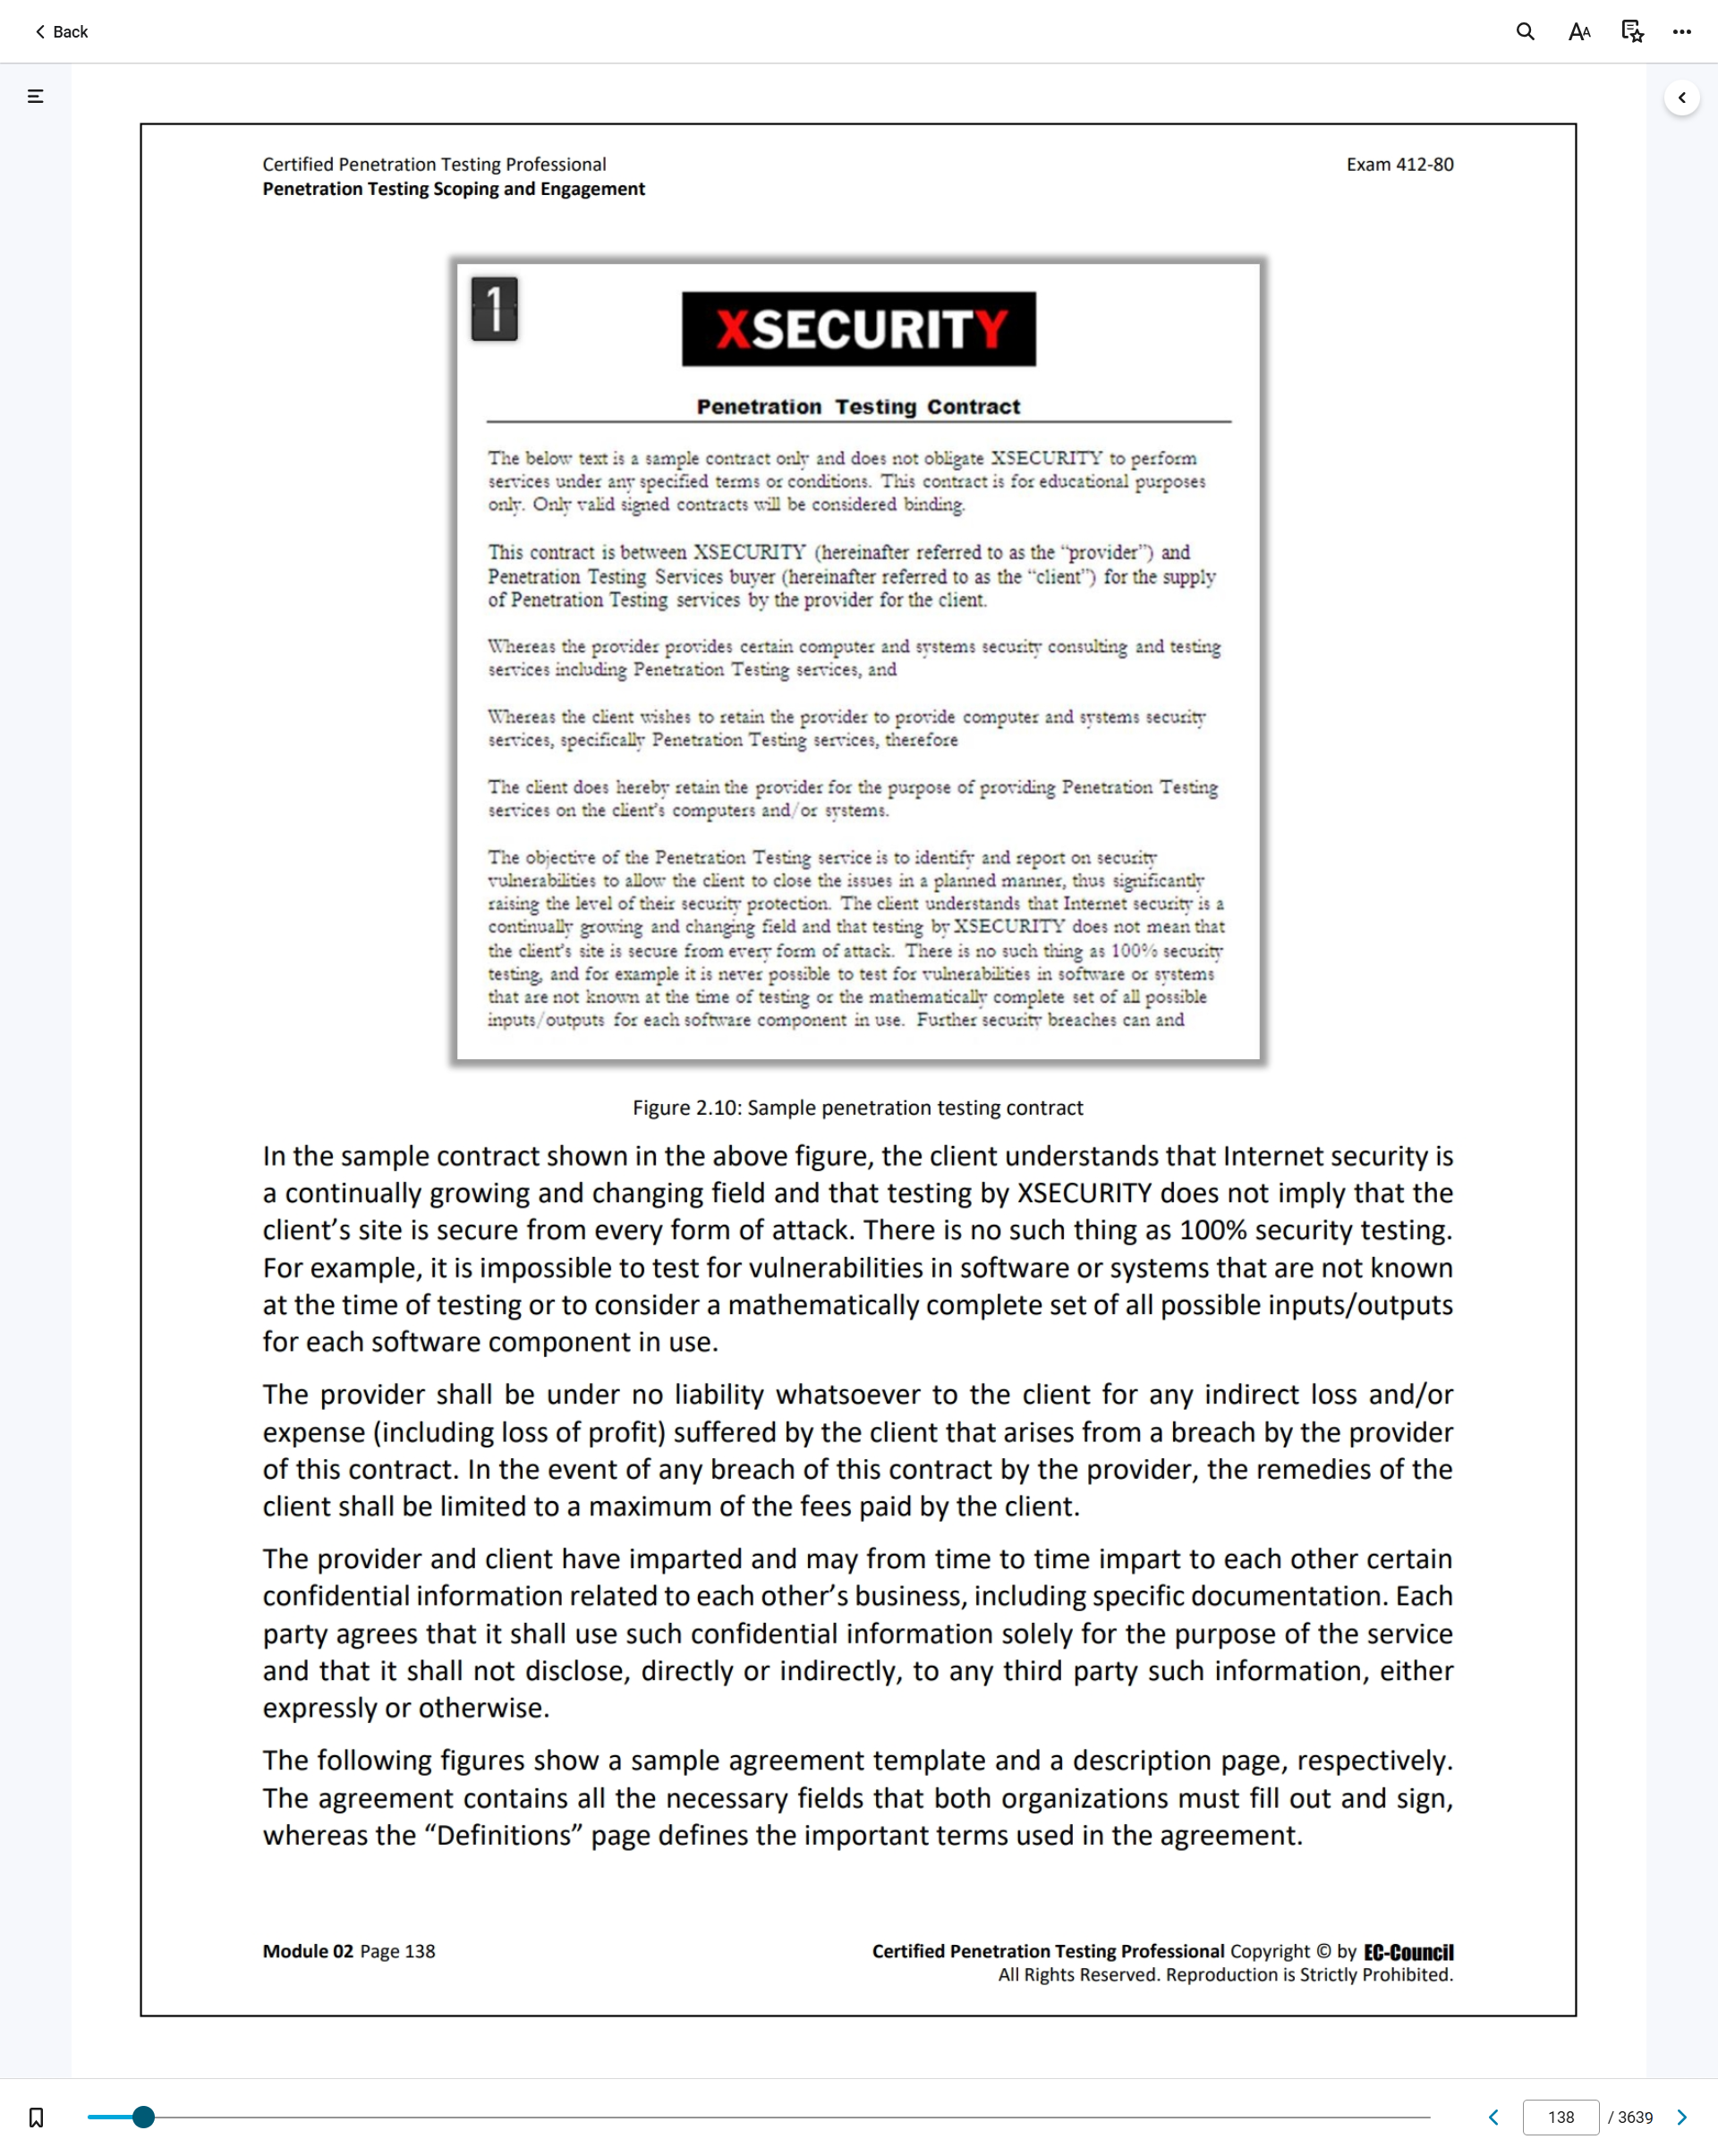 Back
Certified Penetration Testing Professional
Exam 412-80
Penetration Testing Scoping and Engagement
1
XSECURITY
Penetration Testing Contract
The below text is a sample contract only and does not obligate XSECURITY to perform
services under any specified terms or conditions. This contract is for educational purposes
only. Only valid signed contracts will be considered binding.
This contract is between XSECURITY (hereinafter referred to as the “provider”) and
Penetration Testing Services buyer (hereinafter referred to as the “client”) for the supply
of Penetration Testing services by the provider for the client.
Whereas the provider provides certain computer and systems security consulting and testing
services including Penetration Testing services, and
Whereas the client wishes to retain the provider to provide computer and systems security
services, specifically Penetration Testing services, therefore
The client does hereby retain the provider for the purpose of providing Penetration Testing
services on the client's computers and/or systems.
The objective of the Penetration Testing service is to identify and report on security
vulnerabilities to allow the client to close the issues in a planned manner, thus significantly
raising the level of their security protection. The client understands that Internet security is a
continually growing and changing field and that testing by XSECURITY does not mean that
the client's site is secure from every form of attack. There is no such thing as 100% security
testing, and for example it is never possible to test for vulnerabilities in software or systems
that are not known at the time of testing or the mathematically complete set of all possible
inputs/outputs for each software component in use. Further security breaches can and
Figure 2.10: Sample penetration testing contract
In the sample contract shown in the above figure, the client understands that Internet security is
a continually growing and changing field and that testing by XSECURITY does not imply that the
client’s site is secure from every form of attack. There is no such thing as 100% security testing.
For example, it is impossible to test for vulnerabilities in software or systems that are not known
at the time of testing or to consider a mathematically complete set of all possible inputs/outputs
for each software component in use.
The provider shall be under no liability whatsoever to the client for any indirect loss and/or
expense (including loss of profit) suffered by the client that arises from a breach by the provider
of this contract. In the event of any breach of this contract by the provider, the remedies of the
client shall be limited to a maximum of the fees paid by the client.
The provider and client have imparted and may from time to time impart to each other certain
confidential information related to each other’s business, including specific documentation. Each
party agrees that it shall use such confidential information solely for the purpose of the service
and that it shall not disclose, directly or indirectly, to any third party such information, either
expressly or otherwise.
The following figures show a sample agreement template and a description page, respectively.
The agreement contains all the necessary fields that both organizations must fill out and sign,
whereas the “Definitions” page defines the important terms used in the agreement.
Module 02 Page 138
Certified Penetration Testing Professional Copyright © by EC-Council
All Rights Reserved. Reproduction is Strictly Prohibited.
138 / 3639